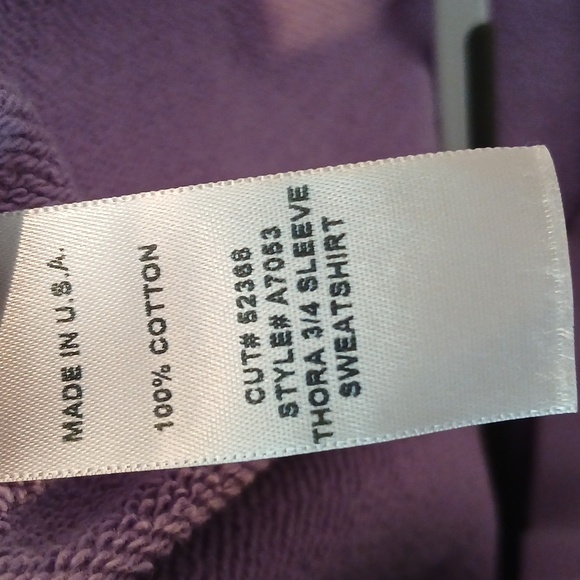 MADE IN U.S.A.
100% COTTON
CUT# 52368
STYLE# A7053
THORA 3/4 SLEEVE
SWEATSHIRT